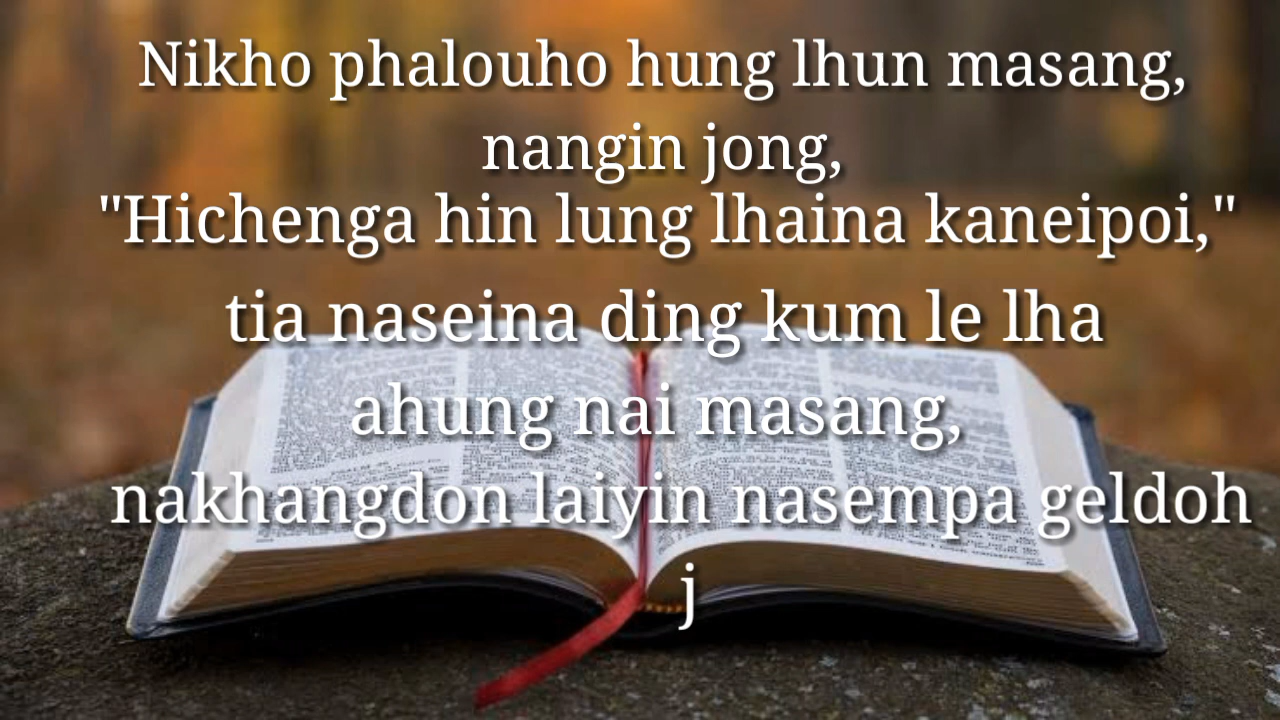 Nikho phalouho hung lhun masang,
nangin jong,
"Hichenga hin lung lhaina kaneipoi,"
tia naseina ding kum le lha
ahung nai masang,
nakhangdon laiyin nasempa geldoh
j